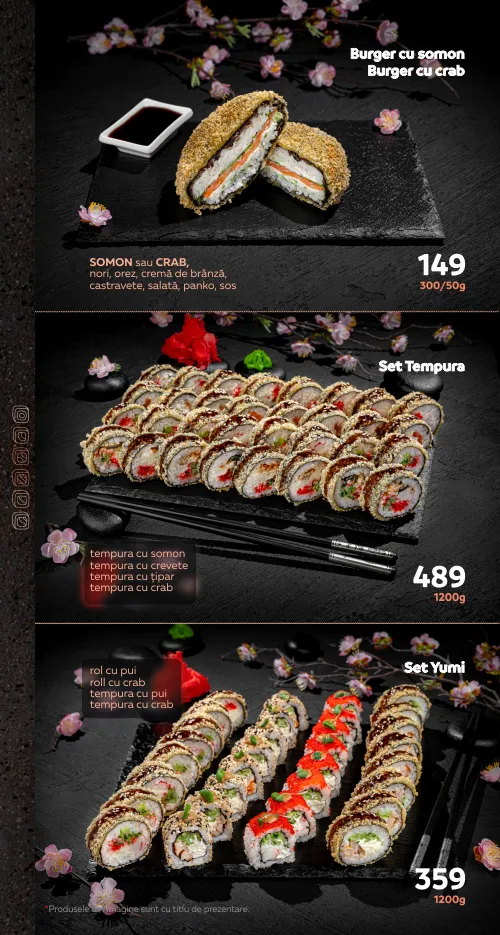 Burger cu somon
Burger cu crab
SOMON sau CRAB,
nori, orez, cremă de brânză,
castravete, salată, panko, sos
149
300/50g
Set Tempura
tempura cu somon
tempura cu crevete
tempura cu țipar
tempura cu crab
489
1200g
Set Yumi
rol cu pui
roll cu crab
tempura cu pui
tempura cu crab
359
1200g
*Produsele imagine sunt cu titlu de prezentare.